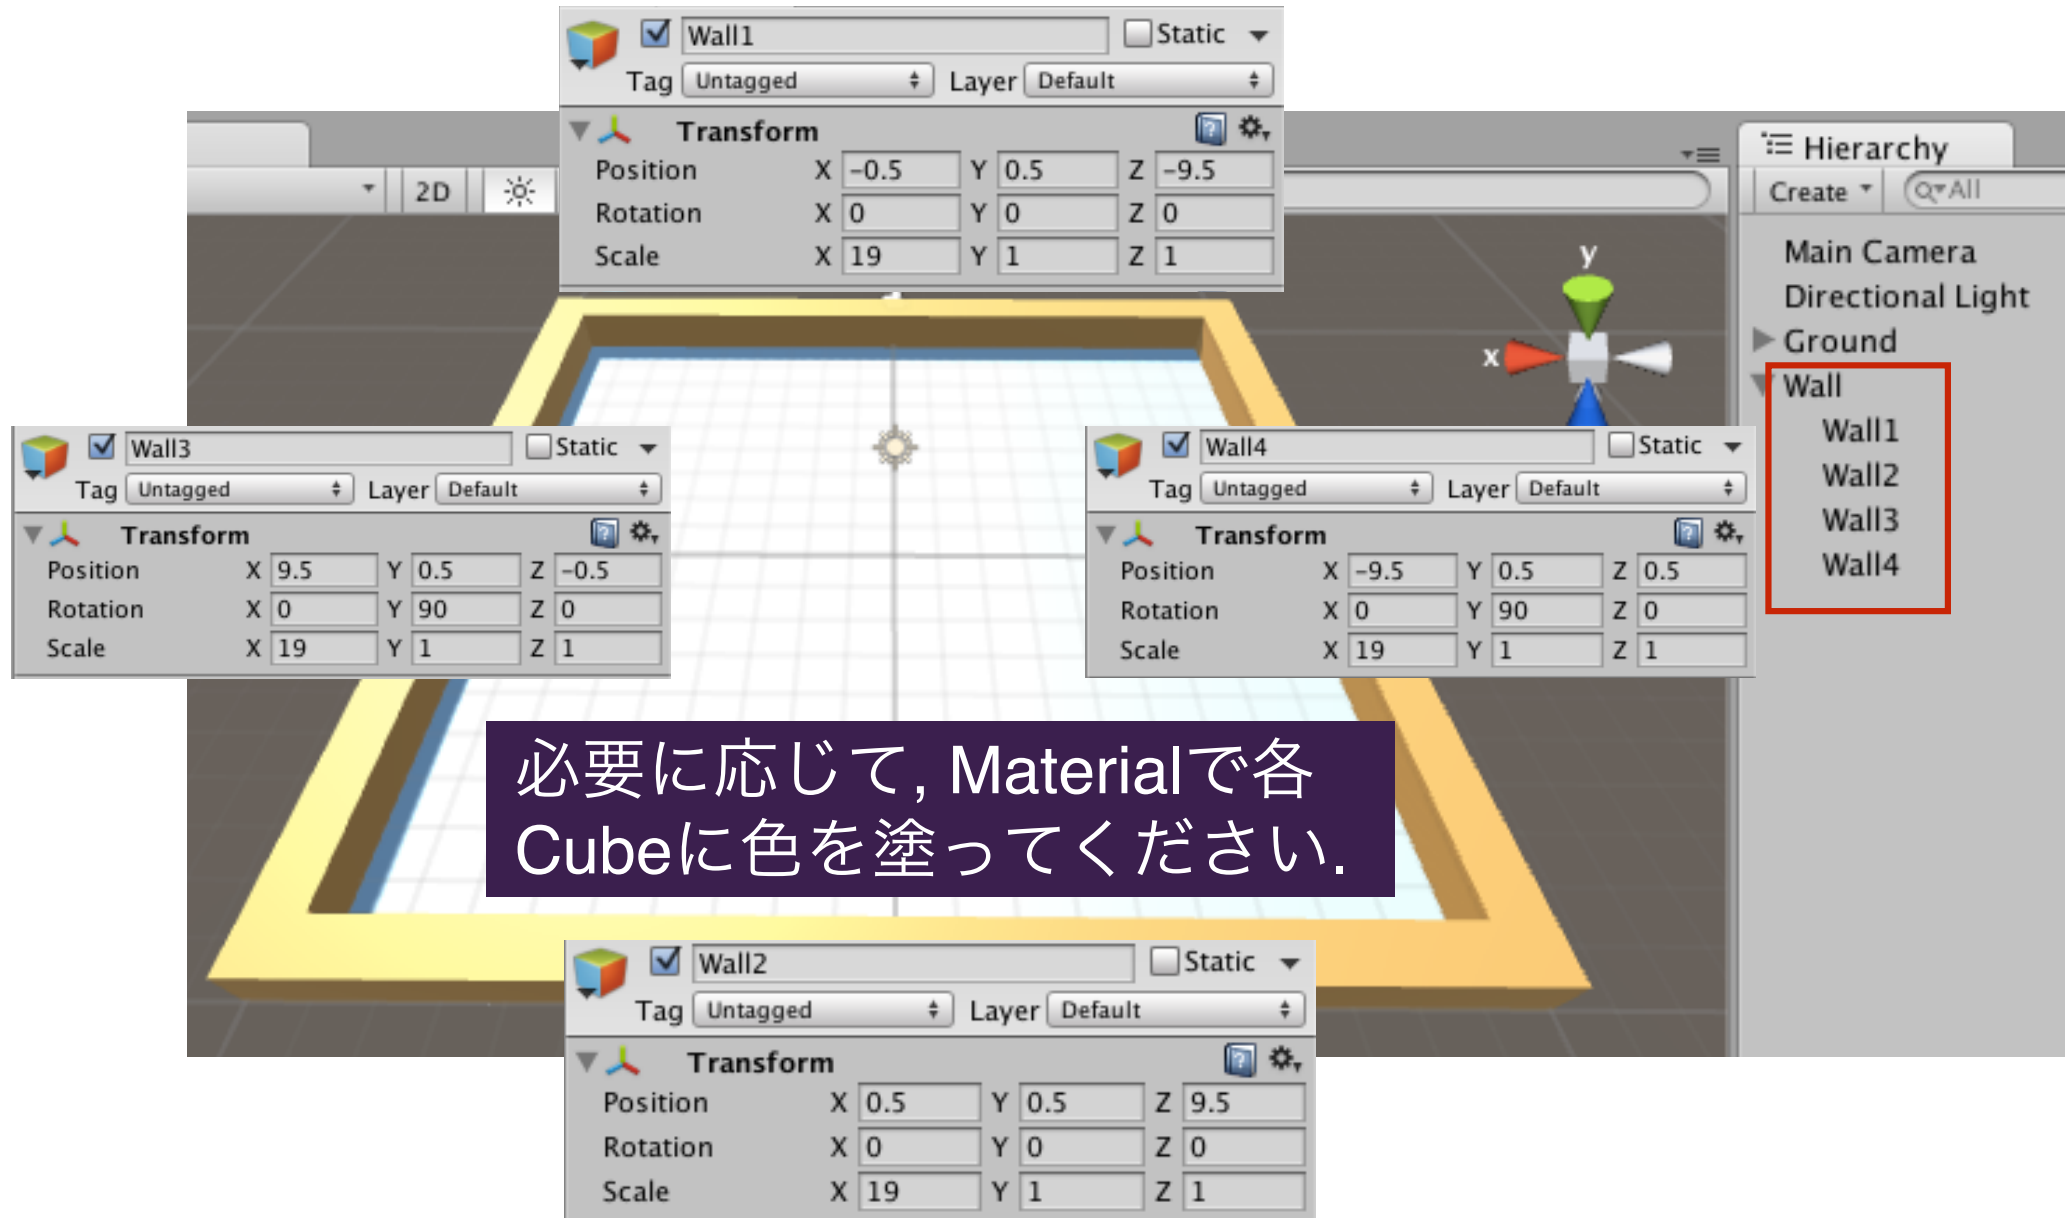 Wall1
Static
Tag Untagged Layer Default
Transform
Position X -0.5 Y 0.5 Z -9.5
Rotation X 0 Y 0 Z 0
Scale X 19 Y 1 Z 1
2D
Hierarchy
Create All
Main Camera
Directional Light
Ground
Wall
Wall1
Wall2
Wall3
Wall4
y
x
Wall3 Static
Tag Untagged Layer Default
Transform
Position X 9.5 Y 0.5 Z -0.5
Rotation X 0 Y 90 Z 0
Scale X 19 Y 1 Z 1
Wall4 Static
Tag Untagged Layer Default
Transform
Position X -9.5 Y 0.5 Z 0.5
Rotation X 0 Y 90 Z 0
Scale X 19 Y 1 Z 1
必要に応じて, Materialで各
Cubeに色を塗ってください.
Wall2 Static
Tag Untagged Layer Default
Transform
Position X 0.5 Y 0.5 Z 9.5
Rotation X 0 Y 0 Z 0
Scale X 19 Y 1 Z 1